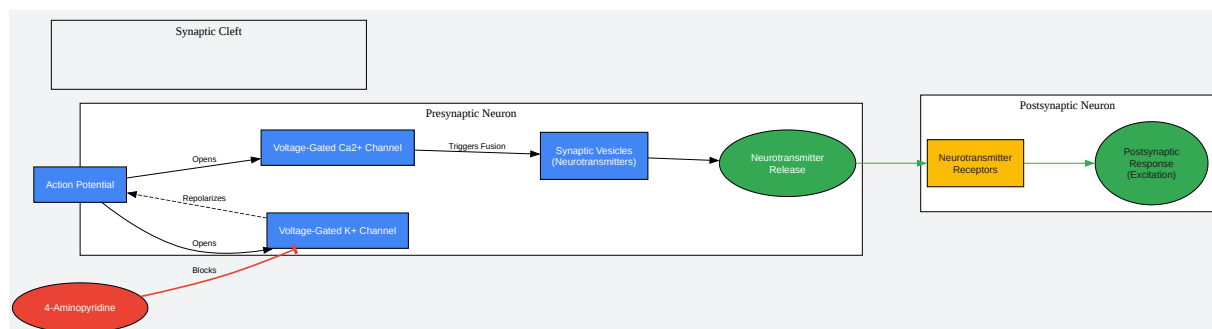 Synaptic Cleft
Presynaptic Neuron
Postsynaptic Neuron
Action Potential
Opens
Voltage-Gated Ca2+ Channel
Triggers Fusion
Synaptic Vesicles
(Neurotransmitters)
Neurotransmitter
Release
Neurotransmitter
Receptors
Postsynaptic
Response
(Excitation)
Repolarizes
Voltage-Gated K+ Channel
Opens
Blocks
4-Aminopyridine